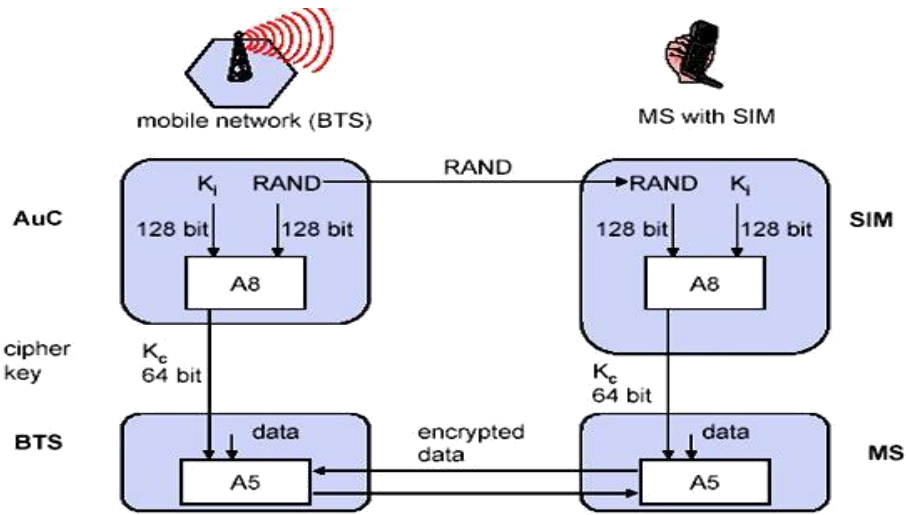 mobile network (BTS)
MS with SIM
RAND
AuC
Ki RAND
128 bit 128 bit
A8
RAND Ki
128 bit 128 bit
A8
SIM
cipher
key
Kc
64 bit
Kc
64 bit
BTS
data
A5
encrypted
data
data
A5
MS